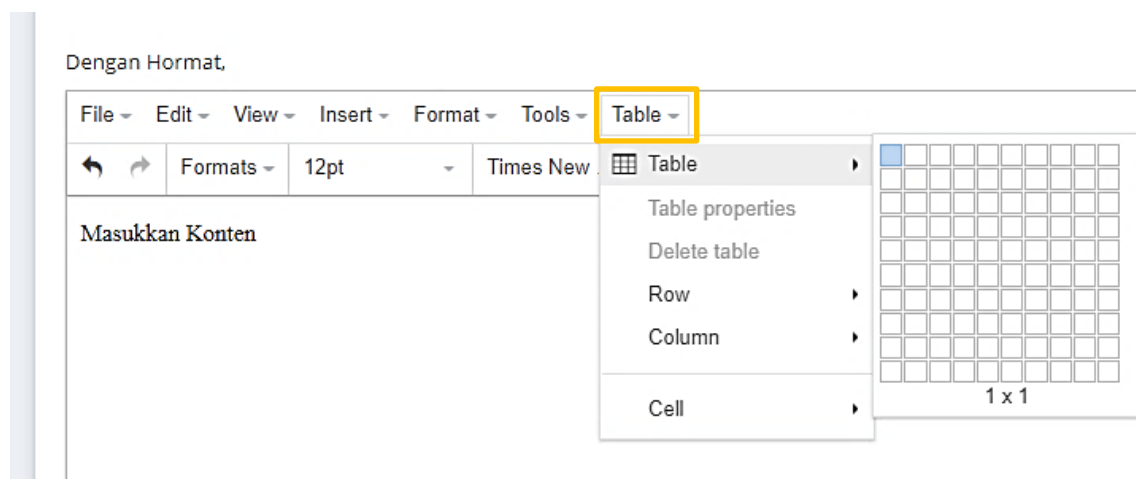 Dengan Hormat,
File Edit View Insert Format Tools Table
Formats 12pt Times New
Table
Table properties
Delete table
Row
Column
Cell
1 x 1
Masukkan Konten